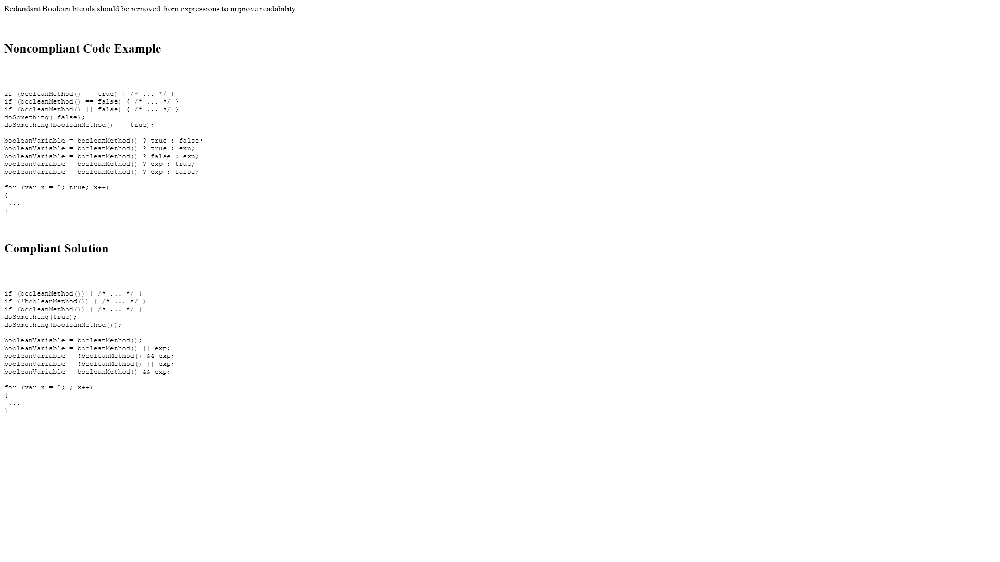 Redundant Boolean literals should be removed from expressions to improve readability.
Noncompliant Code Example
if (booleanMethod() == true) { /* ... */ }
if (booleanMethod() == false) { /* ... */ }
if (booleanMethod() || false) { /* ... */ }
doSomething(!false);
doSomething(booleanMethod() == true);
booleanVariable = booleanMethod() ? true : false;
booleanVariable = booleanMethod() ? true : exp;
booleanVariable = booleanMethod() ? false : exp;
booleanVariable = booleanMethod() ? exp : true;
booleanVariable = booleanMethod() ? exp : false;
for (var x = 0; true; x++)
{
 ...
}
Compliant Solution
if (booleanMethod()) { /* ... */ }
if (!booleanMethod()) { /* ... */ }
if (booleanMethod()) { /* ... */ }
doSomething(true);
doSomething(booleanMethod());
booleanVariable = booleanMethod();
booleanVariable = booleanMethod() || exp;
booleanVariable = !booleanMethod() && exp;
booleanVariable = !booleanMethod() || exp;
booleanVariable = booleanMethod() && exp;
for (var x = 0; ; x++)
{
 ...
}